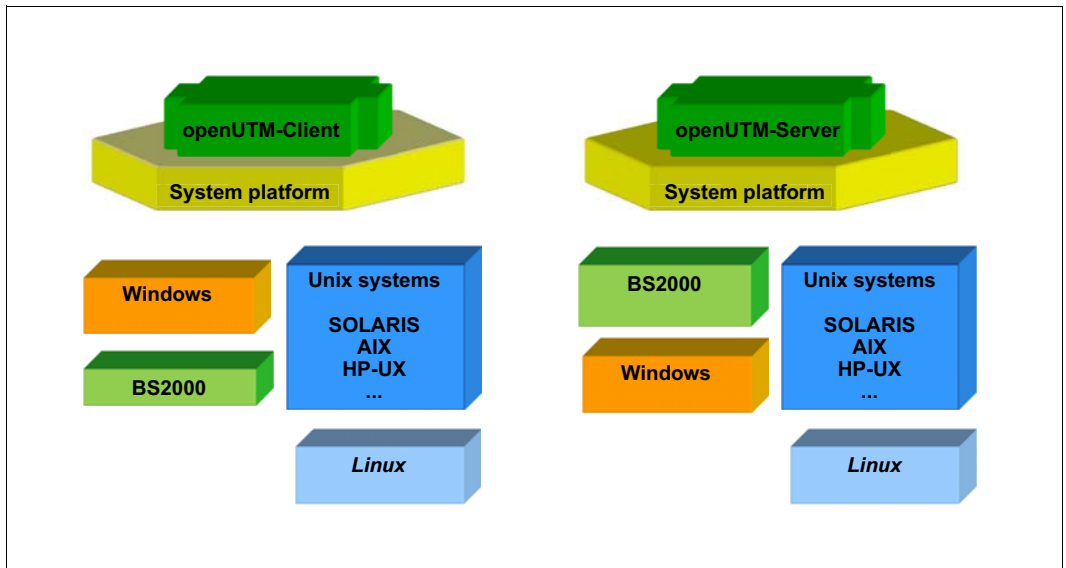 openUTM-Client
System platform
Windows
BS2000
Unix systems
SOLARIS
AIX
HP-UX
...
Linux
openUTM-Server
System platform
BS2000
Windows
Unix systems
SOLARIS
AIX
HP-UX
...
Linux